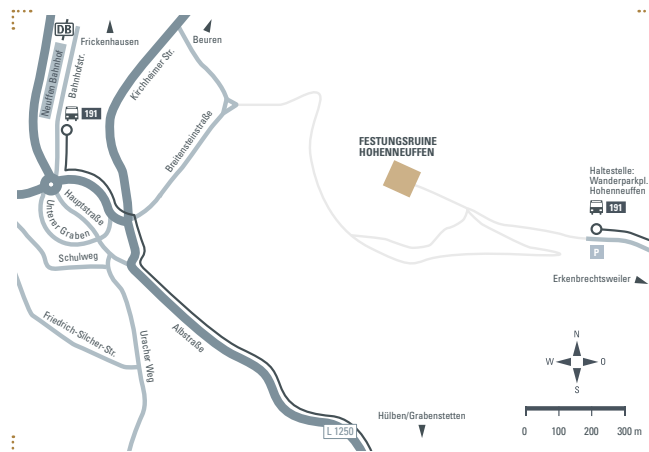 DB
Frickenhausen
Beuren
Neuffen Bahnhof
Bahnhofstr.
Kirchheimer Str.
191
Breitensteinstraße
FESTUNGSRUINE
HOHENNEUFFEN
Haltestelle:
Wanderparkpl.
Hohenneuffen
191
Hauptstraße
Unterer Graben
P
Schulweg
Erkenbrechtsweiler
Friedrich-Silcher-Str.
Uracher Weg
Albstraße
N
W
O
S
Hülben/Grabenstetten
L 1250
0 100 200 300 m